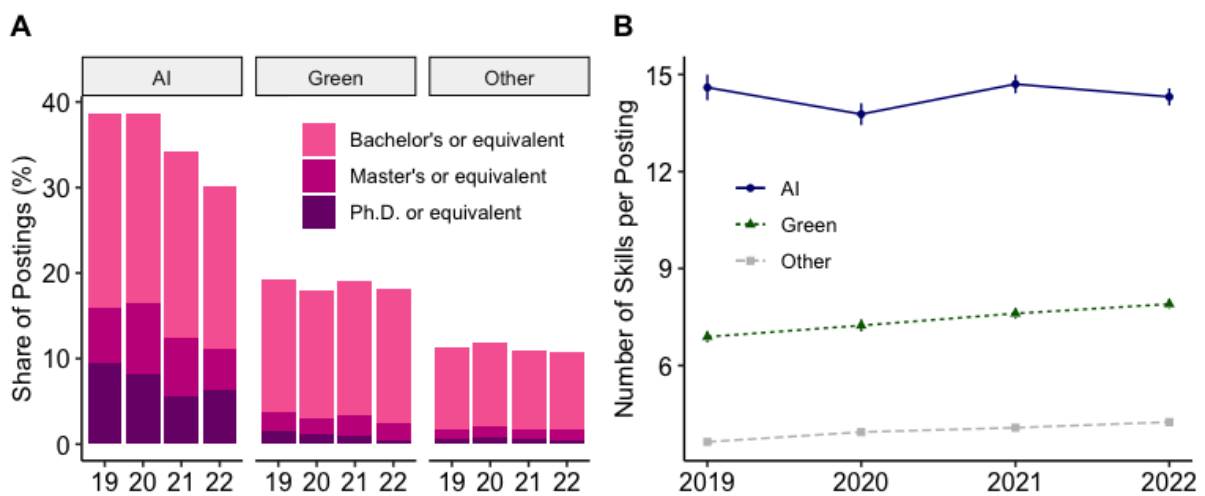 A
AI
Green
Other
Share of Postings (%)
40
30
20
10
0
Bachelor's or equivalent
Master's or equivalent
Ph.D. or equivalent
19 20 21 22
19 20 21 22
19 20 21 22
B
Number of Skills per Posting
15
12
9
6
AI
Green
Other
2019 2020 2021 2022